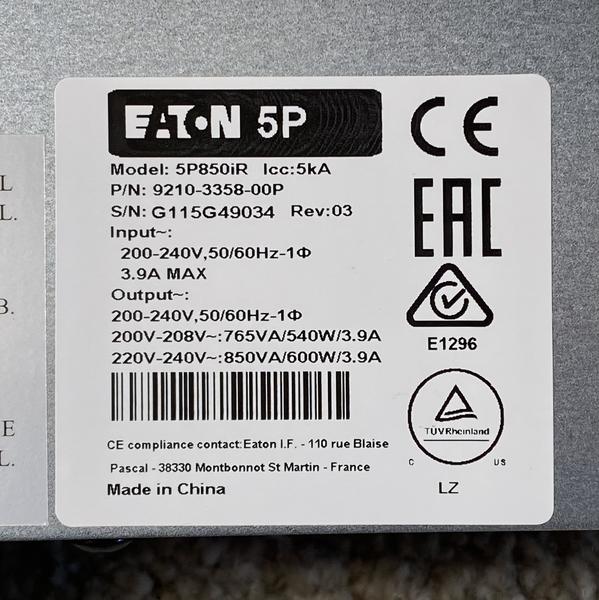 EATON 5P
Model: 5P850iR Icc:5kA
P/N: 9210-3358-00P
S/N: G115G49034 Rev:03
Input~:
200-240V,50/60Hz-1Φ
3.9A MAX
Output~:
200-240V,50/60Hz-1Φ
200V-208V~:765VA/540W/3.9A
220V-240V~:850VA/600W/3.9A
CE compliance contact:Eaton I.F. - 110 rue Blaise
Pascal - 38330 Montbonnot St Martin - France
Made in China
CE
EAC
E1296
TÜVRheinland
C US
LZ
L
L.
B.
E
L.